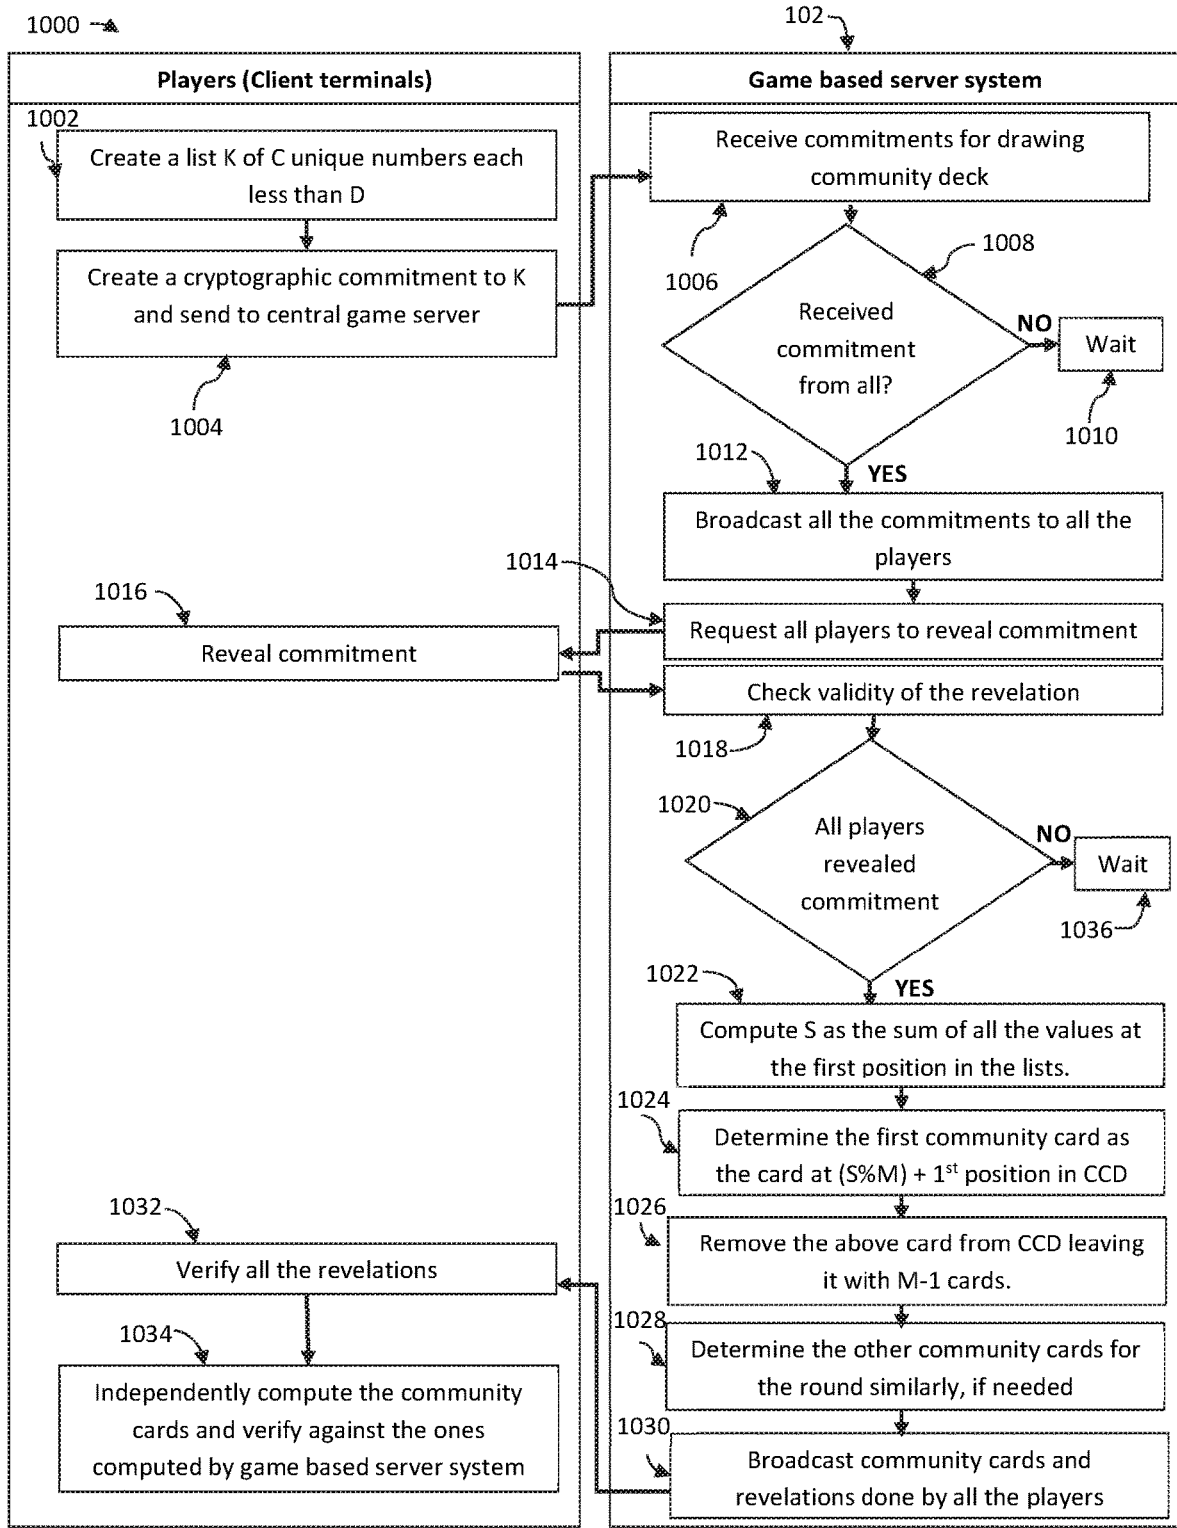 1000
102
Players (Client terminals)
Game based server system
1002
Create a list K of C unique numbers each
less than D
Receive commitments for drawing
community deck
1006
1008
Create a cryptographic commitment to K
and send to central game server
1004
Received
commitment
from all?
NO
Wait
1010
1012
YES
Broadcast all the commitments to all the
players
1014
1016
Request all players to reveal commitment
Reveal commitment
Check validity of the revelation
1018
1020
All players
revealed
commitment
NO
Wait
1036
1022
YES
Compute S as the sum of all the values at
the first position in the lists.
1024
Determine the first community card as
the card at (S%M) + 1st position in CCD
1026
Remove the above card from CCD leaving
it with M-1 cards.
1032
Verify all the revelations
1028
Determine the other community cards for
the round similarly, if needed
1034
Independently compute the community
cards and verify against the ones
computed by game based server system
1030
Broadcast community cards and
revelations done by all the players